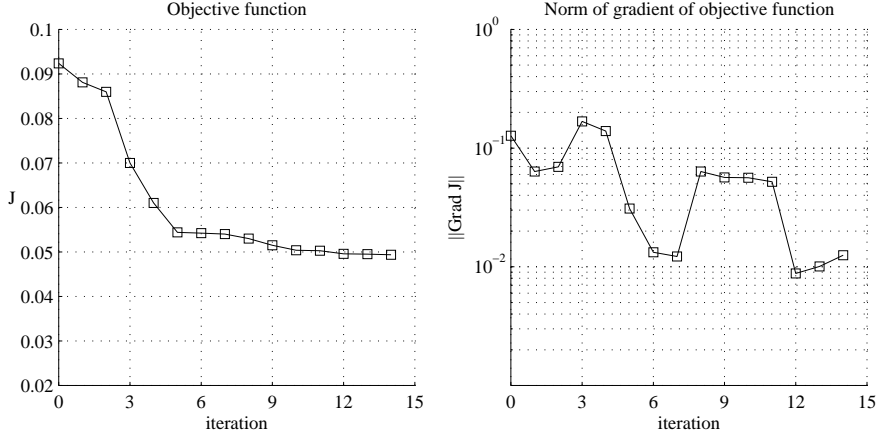 Objective function
0.1
0.09
0.08
0.07
J
0.06
0.05
0.04
0.03
0.02
0 3 6 9 12 15
iteration
Norm of gradient of objective function
10^0
10^-1
||Grad J||
10^-2
0 3 6 9 12 15
iteration